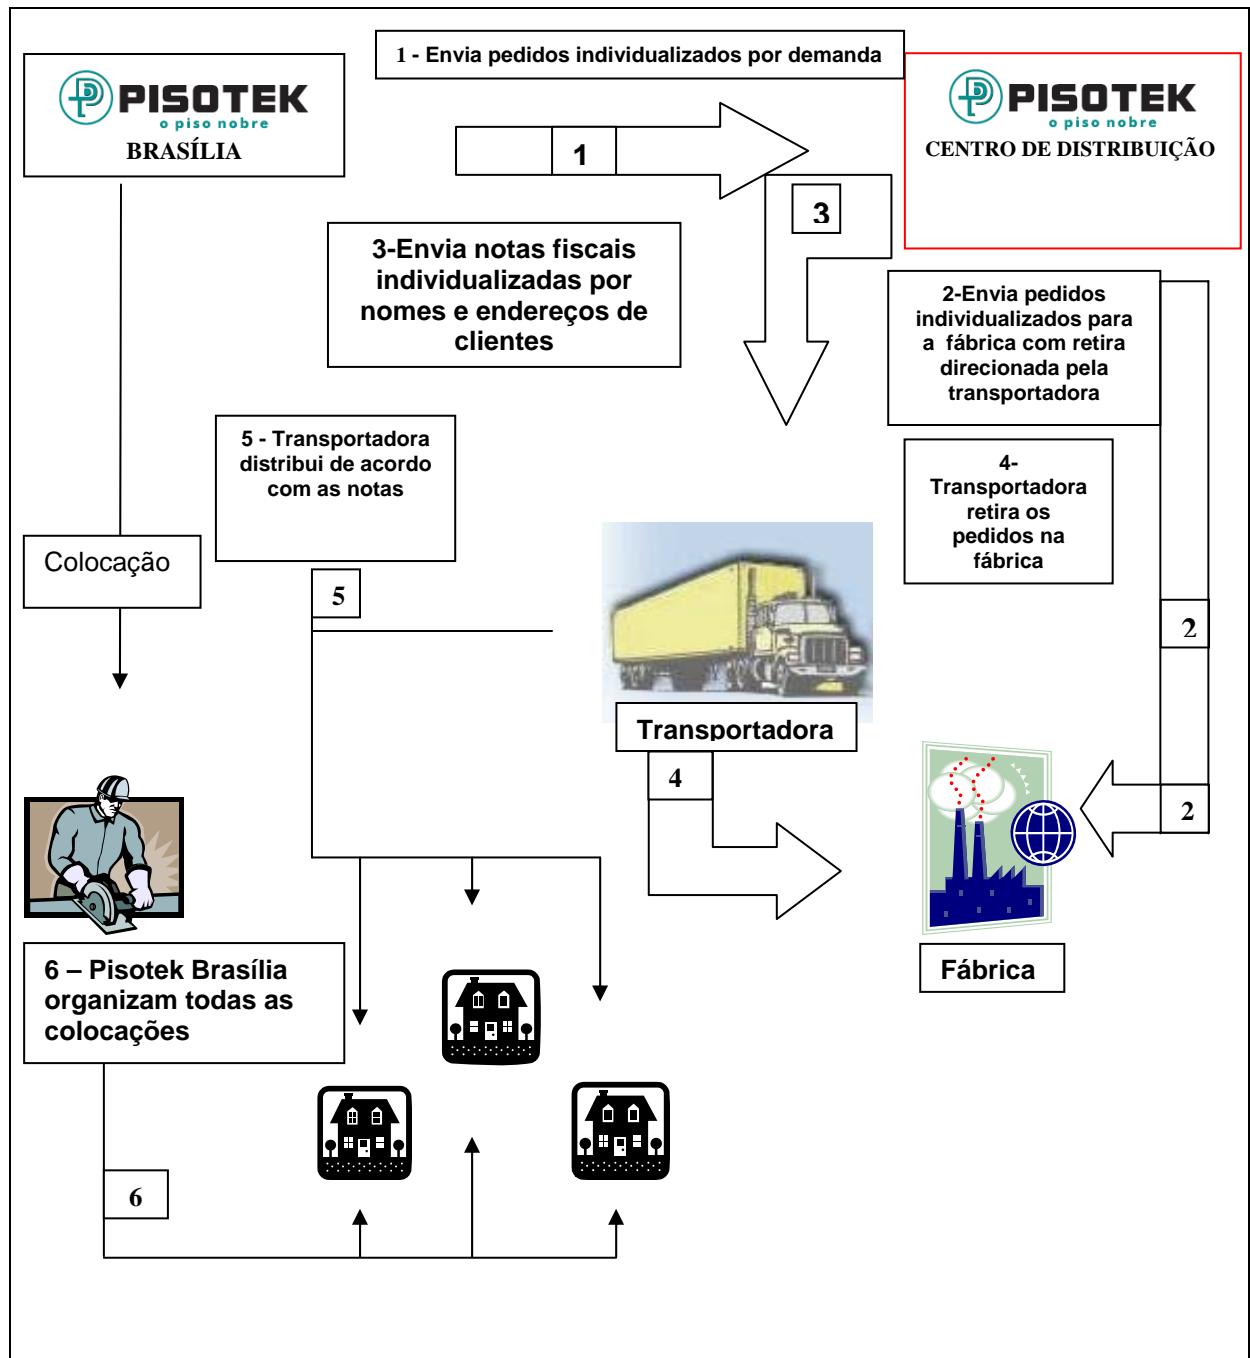 1 - Envia pedidos individualizados por demanda
PISOTEK
o piso nobre
BRASÍLIA
PISOTEK
o piso nobre
CENTRO DE DISTRIBUIÇÃO
1
3
3-Envia notas fiscais
individualizadas por
nomes e endereços de
clientes
2-Envia pedidos
individualizados para
a fábrica com retira
direcionada pela
transportadora
5 - Transportadora
distribui de acordo
com as notas
4-
Transportadora
retira os
pedidos na
fábrica
Colocação
5
2
Transportadora
4
2
6 – Pisotek Brasília
organizam todas as
colocações
Fábrica
6